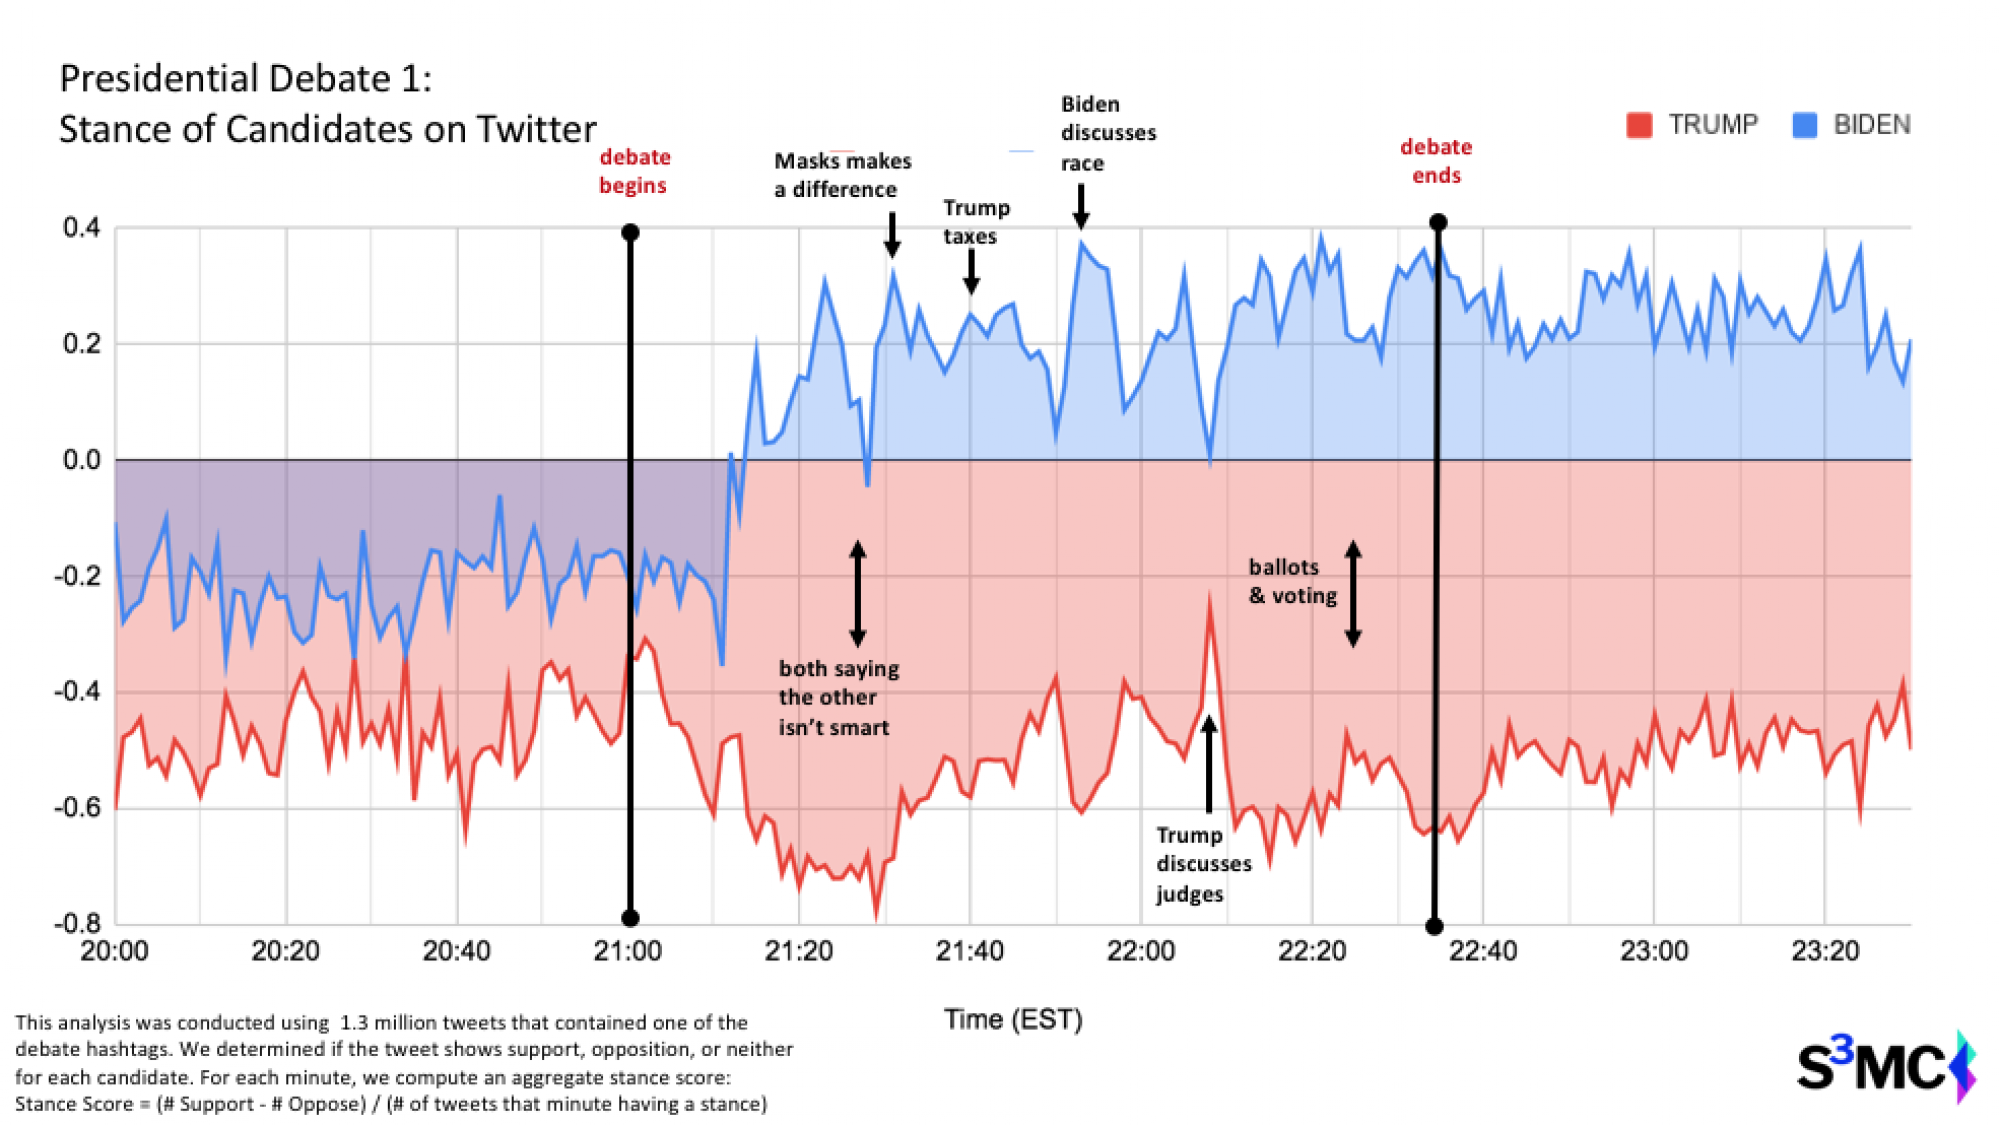 Presidential Debate 1:
Stance of Candidates on Twitter
TRUMP
BIDEN
debate
begins
Masks makes
a difference
Trump
taxes
Biden
discusses
race
debate
ends
0.4
0.2
0.0
-0.2
-0.4
-0.6
-0.8
both saying
the other
isn't smart
ballots
& voting
Trump
discusses
judges
20:00
20:20
20:40
21:00
21:20
21:40
22:00
22:20
22:40
23:00
23:20
Time (EST)
This analysis was conducted using 1.3 million tweets that contained one of the
debate hashtags. We determined if the tweet shows support, opposition, or neither
for each candidate. For each minute, we compute an aggregate stance score:
Stance Score = (# Support - # Oppose) / (# of tweets that minute having a stance)
S³MC